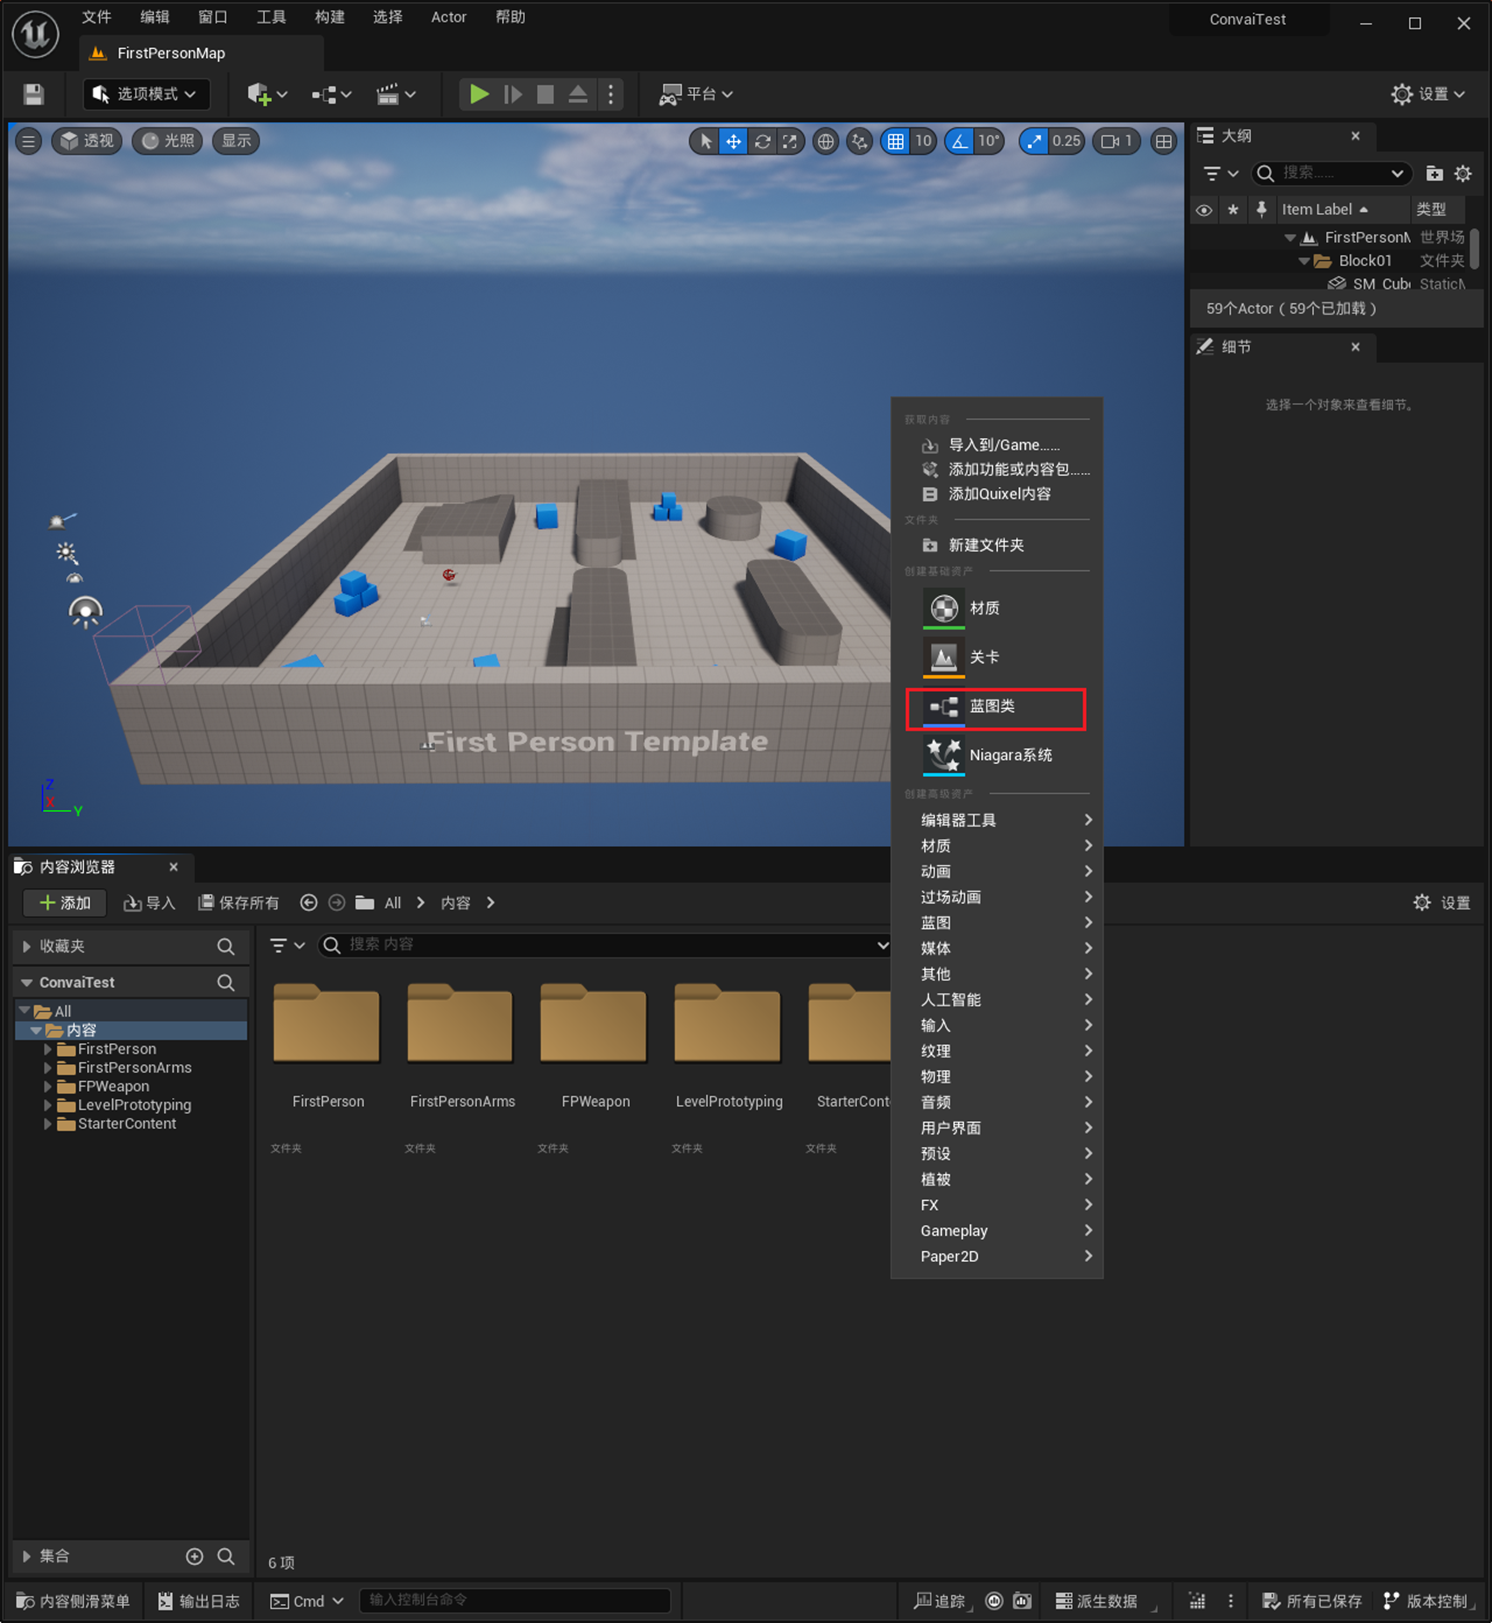 文件 编辑 窗口 工具 构建 选择 Actor 帮助 ConvaiTest
FirstPersonMap
选项模式 平台 设置
透视 光照 显示 10 10° 0.25 1
大纲
搜索......
Item Label 类型
FirstPersonM 世界场
Block01 文件夹
SM_Cub StaticM
59个Actor（59个已加载）
细节
选择一个对象来查看细节。
First Person Template
Z
X
Y
获取内容
导入到/Game......
添加功能或内容包......
添加Quixel内容
文件夹
新建文件夹
创建基础资产
材质
关卡
蓝图类
Niagara系统
创建高级资产
编辑器工具
材质
动画
过场动画
蓝图
媒体
其他
人工智能
输入
纹理
物理
音频
用户界面
预设
植被
FX
Gameplay
Paper2D
内容浏览器
添加 导入 保存所有 All 内容 设置
收藏夹
搜索 内容
ConvaiTest
All
内容
FirstPerson
FirstPersonArms
FPWeapon
LevelPrototyping
StarterContent
FirstPerson FirstPersonArms FPWeapon LevelPrototyping StarterCont
文件夹 文件夹 文件夹 文件夹 文件夹
集合
6 项
内容侧滑菜单 输出日志 Cmd 输入控制台命令 追踪 派生数据 所有已保存 版本控制